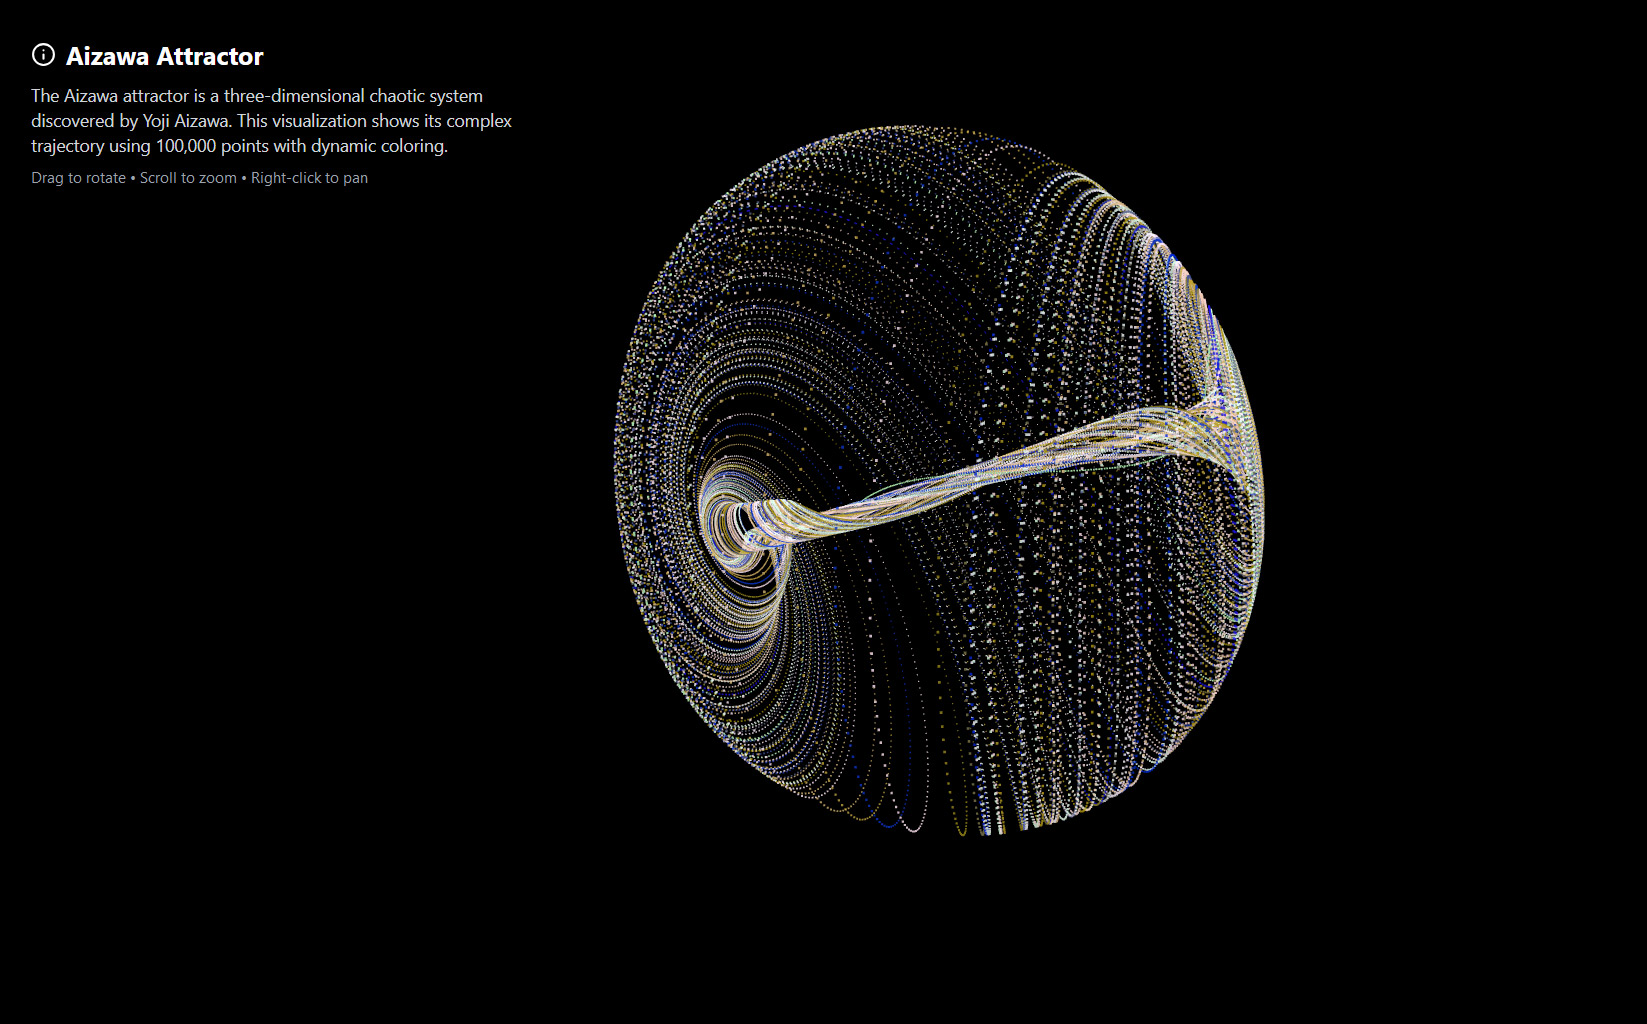 Aizawa Attractor
The Aizawa attractor is a three-dimensional chaotic system
discovered by Yoji Aizawa. This visualization shows its complex
trajectory using 100,000 points with dynamic coloring.
Drag to rotate • Scroll to zoom • Right-click to pan